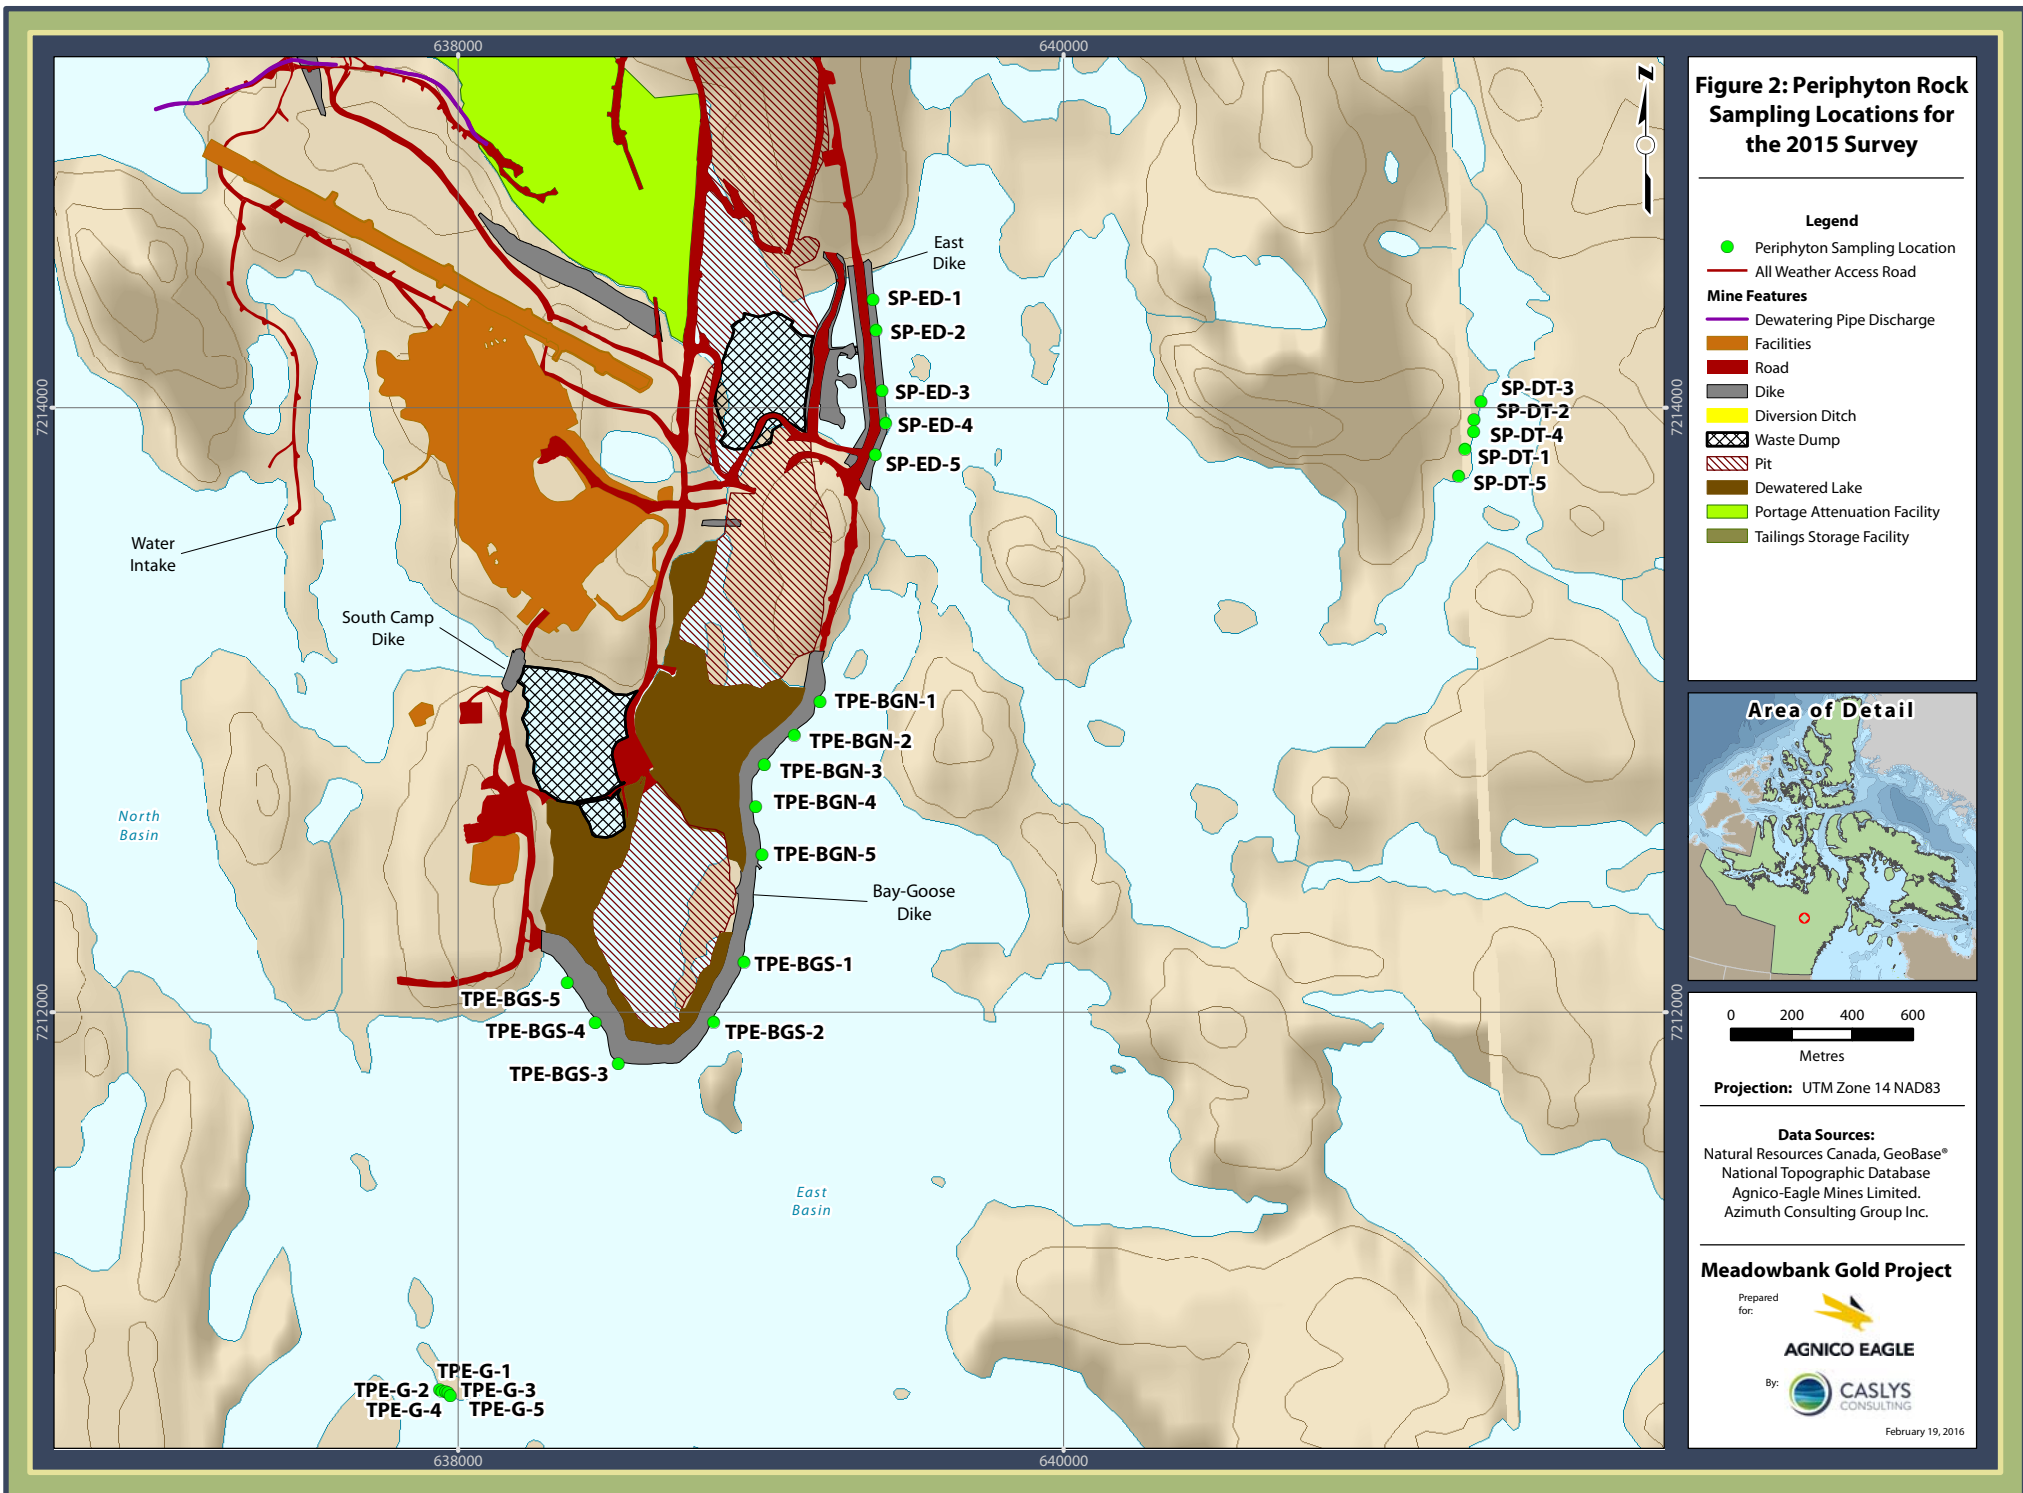 638000
640000
7214000
7212000
7214000
7212000
638000
640000
East
Dike
SP-ED-1
SP-ED-2
SP-ED-3
SP-ED-4
SP-ED-5
SP-DT-3
SP-DT-2
SP-DT-4
SP-DT-1
SP-DT-5
Water
Intake
South Camp
Dike
TPE-BGN-1
TPE-BGN-2
TPE-BGN-3
TPE-BGN-4
TPE-BGN-5
North
Basin
Bay-Goose
Dike
TPE-BGS-1
TPE-BGS-5
TPE-BGS-4
TPE-BGS-2
TPE-BGS-3
East
Basin
TPE-G-1
TPE-G-2
TPE-G-3
TPE-G-4
TPE-G-5
N
Figure 2: Periphyton Rock
Sampling Locations for
the 2015 Survey
Legend
Periphyton Sampling Location
All Weather Access Road
Mine Features
Dewatering Pipe Discharge
Facilities
Road
Dike
Diversion Ditch
Waste Dump
Pit
Dewatered Lake
Portage Attenuation Facility
Tailings Storage Facility
Area of Detail
0 200 400 600
Metres
Projection: UTM Zone 14 NAD83
Data Sources:
Natural Resources Canada, GeoBase®
National Topographic Database
Agnico-Eagle Mines Limited.
Azimuth Consulting Group Inc.
Meadowbank Gold Project
Prepared
for:
AGNICO EAGLE
By:
CASLYS
CONSULTING
February 19, 2016